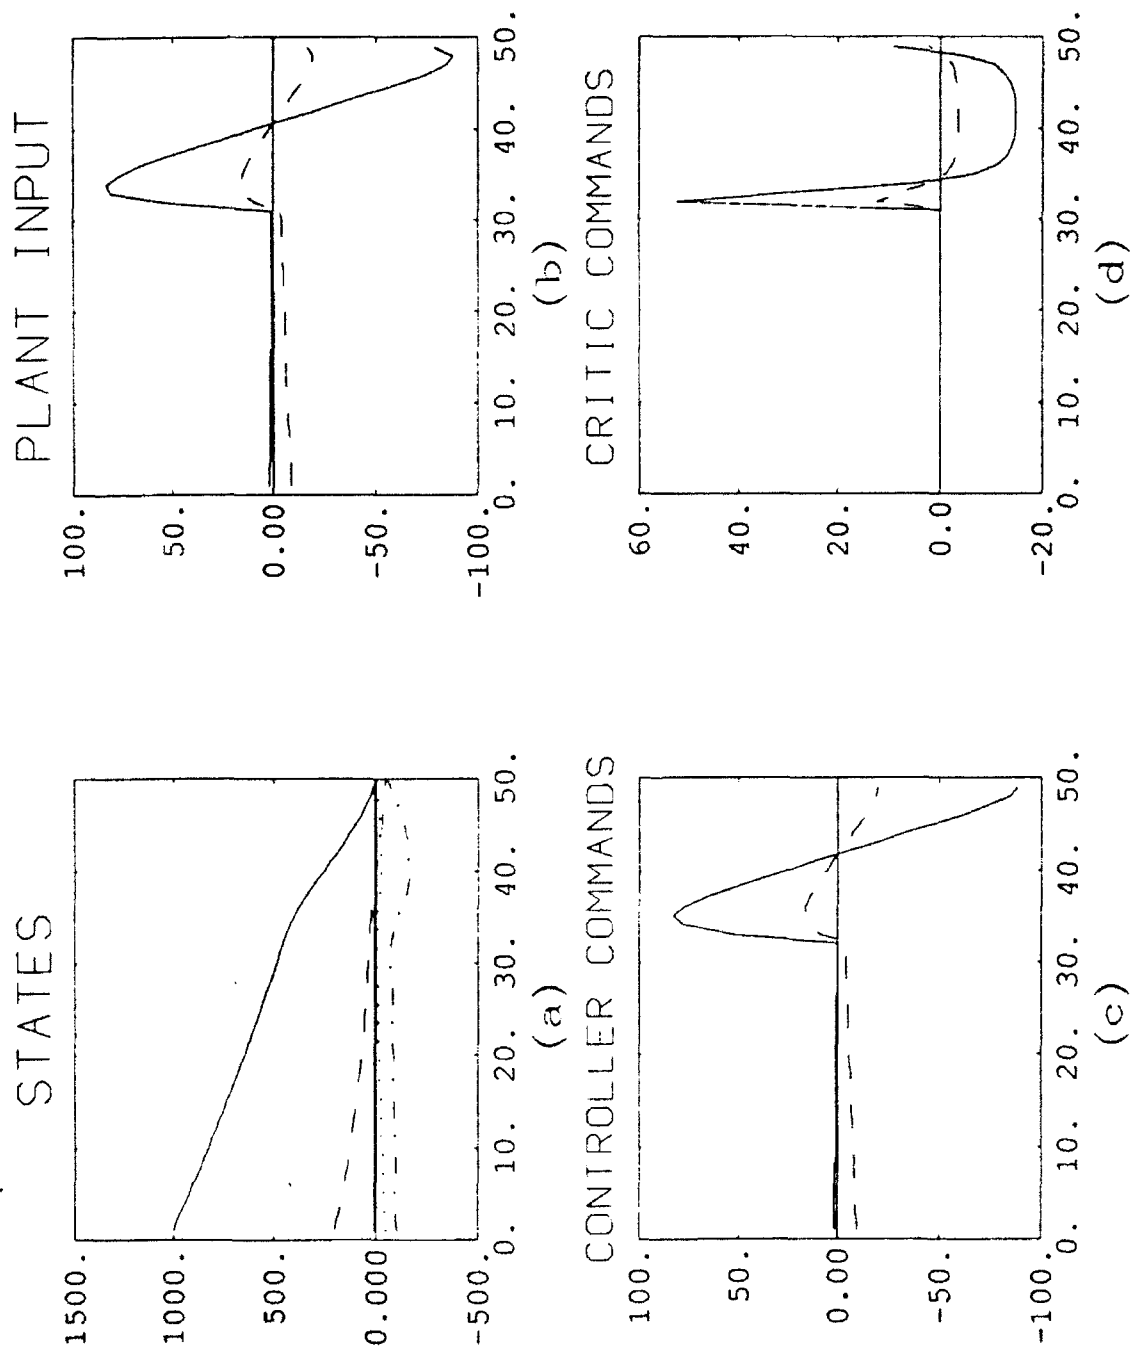 STATES
1500.
1000.
500.
0.000
-500.
0. 10. 20. 30. 40. 50.
(a)
PLANT INPUT
100.
50.
0.00
-50.
-100.
0. 10. 20. 30. 40. 50.
(b)
CONTROLLER COMMANDS
100.
50.
0.00
-50.
-100.
0. 10. 20. 30. 40. 50.
(c)
CRITIC COMMANDS
60.
40.
20.
0.0
-20.
0. 10. 20. 30. 40. 50.
(d)